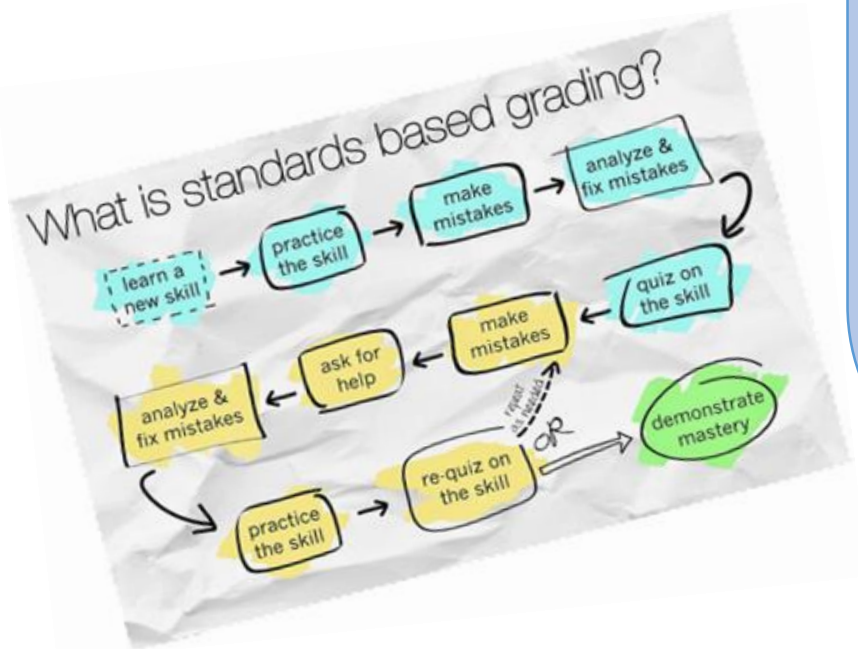 What is standards based grading?
learn a
new skill
practice
the skill
make
mistakes
analyze &
fix mistakes
quiz on
the skill
make
mistakes
ask for
help
analyze &
fix mistakes
practice
the skill
re-quiz on
the skill
repeat
as needed
OR
demonstrate
mastery